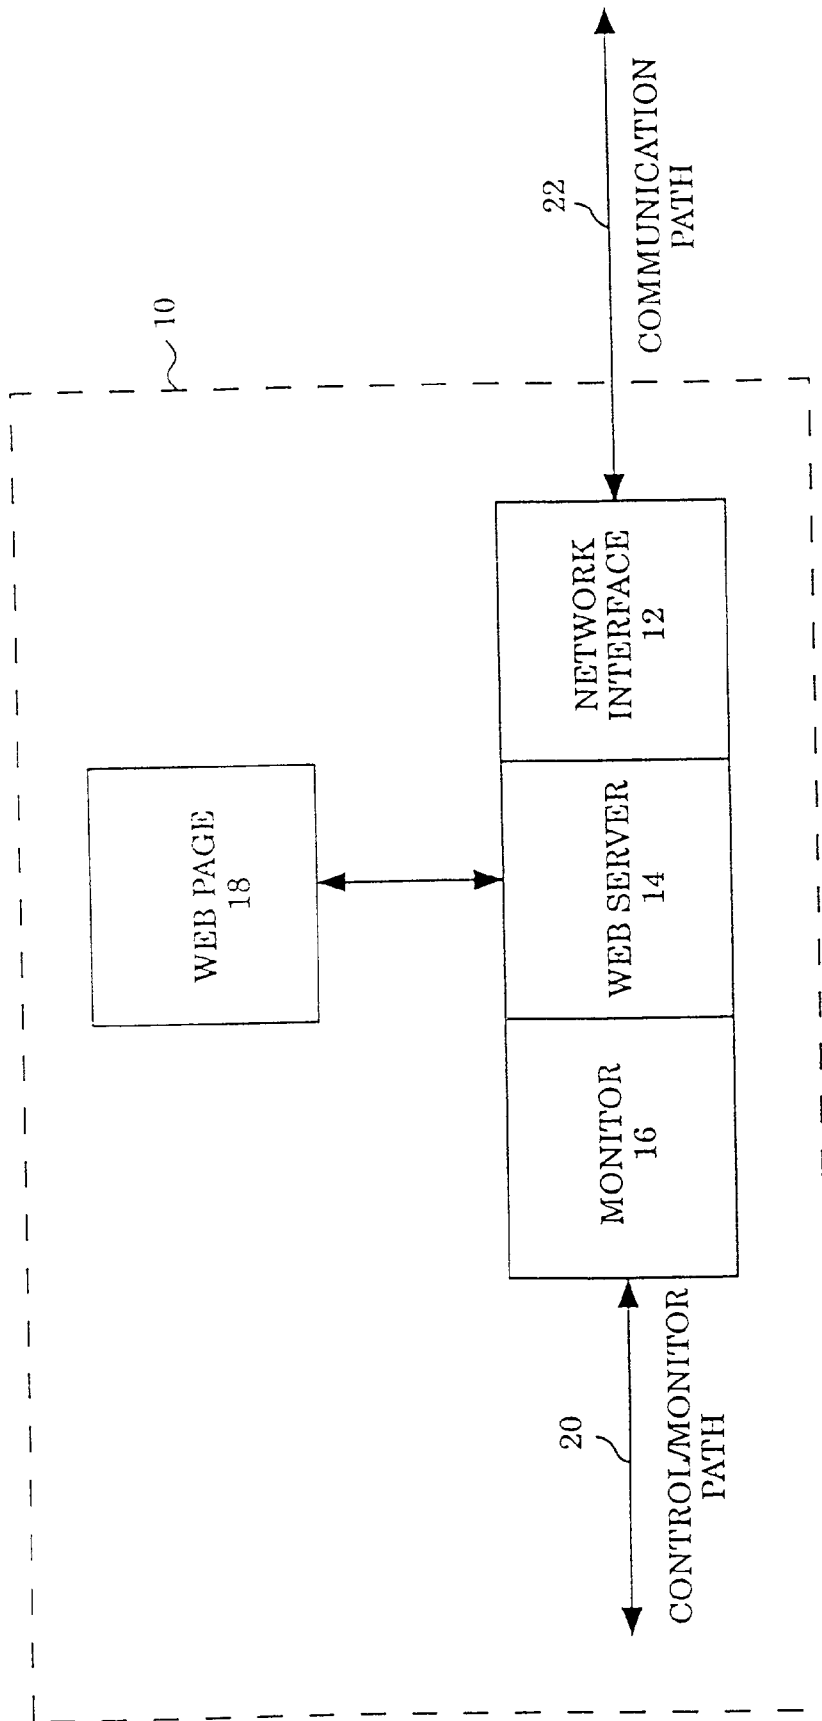 10
WEB PAGE
18
22
COMMUNICATION
PATH
NETWORK
INTERFACE
12
WEB SERVER
14
MONITOR
16
20
CONTROL/MONITOR
PATH